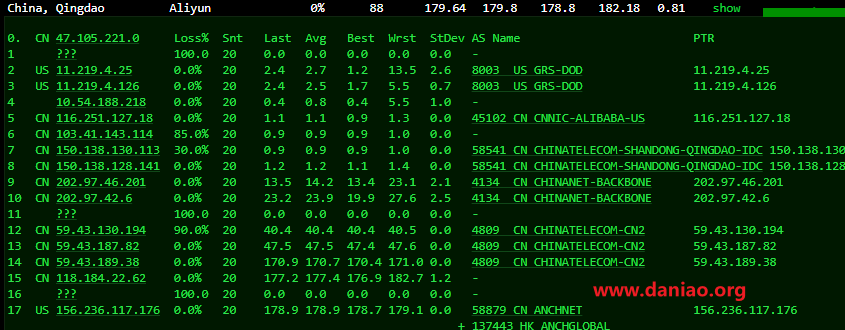 China, Qingdao Aliyun 0% 88 179.64 179.8 178.8 182.18 0.81 show
0. CN 47.105.221.0 Loss% Snt Last Avg Best Wrst StDev AS Name PTR
1 ??? 100.0 20 0.0 0.0 0.0 0.0 0.0 -
2 US 11.219.4.25 0.0% 20 2.4 2.7 1.2 13.5 2.6 8003 US GRS-DOD 11.219.4.25
3 US 11.219.4.126 0.0% 20 2.4 2.5 1.7 5.5 0.7 8003 US GRS-DOD 11.219.4.126
4 10.54.188.218 0.0% 20 0.4 0.8 0.4 5.5 1.0 -
5 CN 116.251.127.18 0.0% 20 1.1 1.1 0.9 1.3 0.0 45102 CN CNNIC-ALIBABA-US 116.251.127.18
6 CN 103.41.143.114 85.0% 20 0.9 0.9 0.9 1.0 0.0 -
7 CN 150.138.130.113 30.0% 20 0.9 0.9 0.9 1.0 0.0 58541 CN CHINATELECOM-SHANDONG-QINGDAO-IDC 150.138.130
8 CN 150.138.128.141 0.0% 20 1.2 1.2 1.1 1.4 0.0 58541 CN CHINATELECOM-SHANDONG-QINGDAO-IDC 150.138.128
9 CN 202.97.46.201 0.0% 20 13.5 14.2 13.4 23.1 2.1 4134 CN CHINANET-BACKBONE 202.97.46.201
10 CN 202.97.42.6 0.0% 20 23.2 23.9 19.9 27.6 2.5 4134 CN CHINANET-BACKBONE 202.97.42.6
11 ??? 100.0 20 0.0 0.0 0.0 0.0 0.0 -
12 CN 59.43.130.194 90.0% 20 40.4 40.4 40.4 40.5 0.0 4809 CN CHINATELECOM-CN2 59.43.130.194
13 CN 59.43.187.82 0.0% 20 47.5 47.5 47.4 47.6 0.0 4809 CN CHINATELECOM-CN2 59.43.187.82
14 CN 59.43.189.38 0.0% 20 170.9 170.7 170.4 171.0 0.0 4809 CN CHINATELECOM-CN2 59.43.189.38
15 CN 118.184.22.62 0.0% 20 177.2 177.4 176.9 182.7 1.2 -
16 ??? 100.0 20 0.0 0.0 0.0 0.0 0.0 -
www.daniao.org
17 US 156.236.117.176 0.0% 20 178.9 178.9 178.7 179.1 0.0 58879 CN ANCHNET 156.236.117.176
+ 137443 HK ANCHGLOBAL